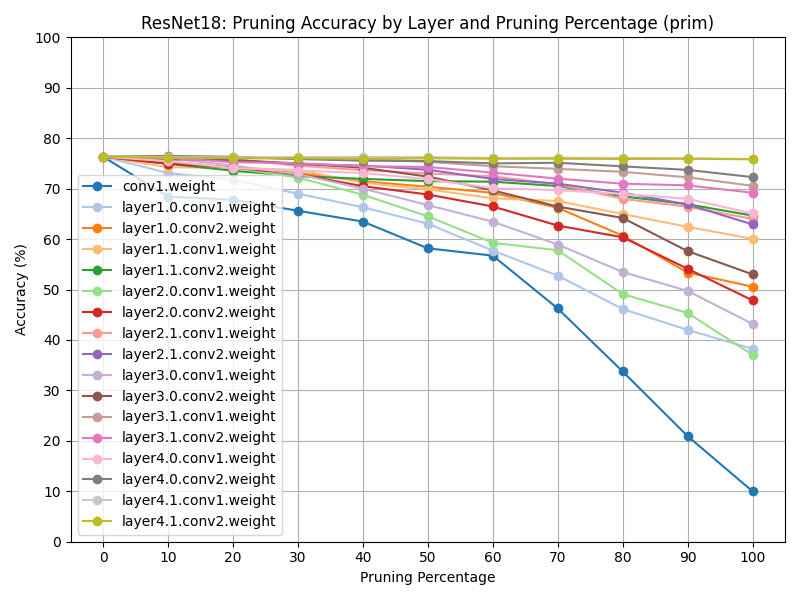 ResNet18: Pruning Accuracy by Layer and Pruning Percentage (prim)
Accuracy (%)
100
90
80
70
60
50
40
30
20
10
0
conv1.weight
layer1.0.conv1.weight
layer1.0.conv2.weight
layer1.1.conv1.weight
layer1.1.conv2.weight
layer2.0.conv1.weight
layer2.0.conv2.weight
layer2.1.conv1.weight
layer2.1.conv2.weight
layer3.0.conv1.weight
layer3.0.conv2.weight
layer3.1.conv1.weight
layer3.1.conv2.weight
layer4.0.conv1.weight
layer4.0.conv2.weight
layer4.1.conv1.weight
layer4.1.conv2.weight
0 10 20 30 40 50 60 70 80 90 100
Pruning Percentage